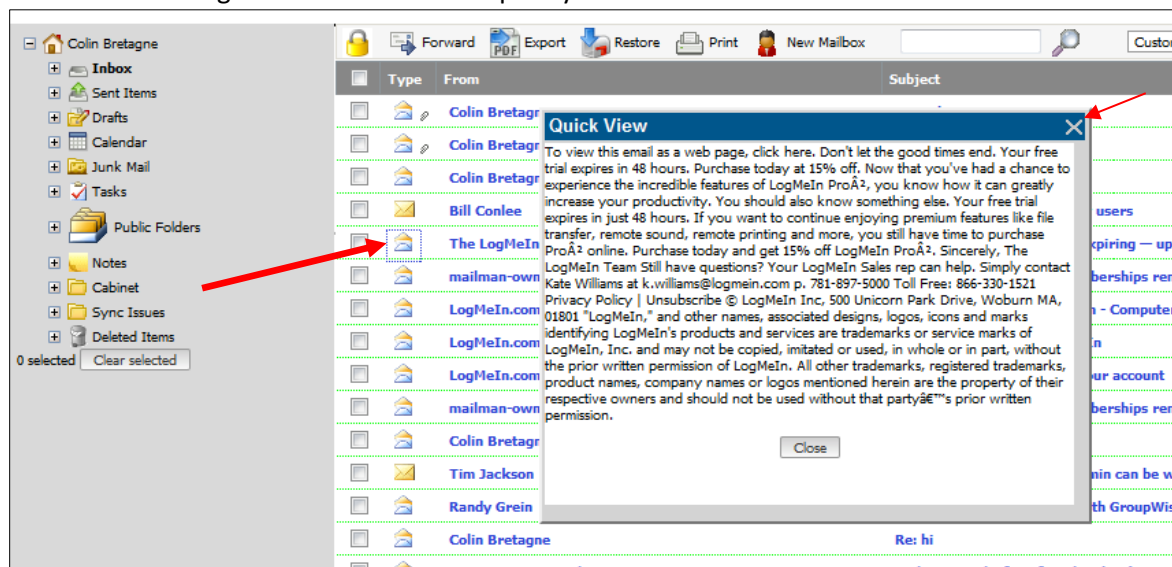 Colin Bretagne
Inbox
Sent Items
Drafts
Calendar
Junk Mail
Tasks
Public Folders
Notes
Cabinet
Sync Issues
Deleted Items
0 selected Clear selected
Forward PDF Export Restore Print New Mailbox Custo
Type From Subject
Colin Bretagr
Colin Bretagr
Colin Bretagr
Bill Conlee users
The LogMeIn xpiring — up
mailman-own berships ren
LogMeIn.com n - Compute
LogMeIn.com In
LogMeIn.com ur account
mailman-own berships ren
Colin Bretagr
Tim Jackson min can be w
Randy Grein th GroupWis
Colin Bretagne Re: hi
Quick View
To view this email as a web page, click here. Don't let the good times end. Your free
trial expires in 48 hours. Purchase today at 15% off. Now that you've had a chance to
experience the incredible features of LogMeIn ProÂ², you know how it can greatly
increase your productivity. You should also know something else. Your free trial
expires in just 48 hours. If you want to continue enjoying premium features like file
transfer, remote sound, remote printing and more, you still have time to purchase
ProÂ² online. Purchase today and get 15% off LogMeIn ProÂ². Sincerely, The
LogMeIn Team Still have questions? Your LogMeIn Sales rep can help. Simply contact
Kate Williams at k.williams@logmein.com p. 781-897-5000 Toll Free: 866-330-1521
Privacy Policy | Unsubscribe © LogMeIn Inc, 500 Unicorn Park Drive, Woburn MA,
01801 "LogMeIn," and other names, associated designs, logos, icons and marks
identifying LogMeIn's products and services are trademarks or service marks of
LogMeIn, Inc. and may not be copied, imitated or used, in whole or in part, without
the prior written permission of LogMeIn. All other trademarks, registered trademarks,
product names, company names or logos mentioned herein are the property of their
respective owners and should not be used without that partyâ€™s prior written
permission.
Close